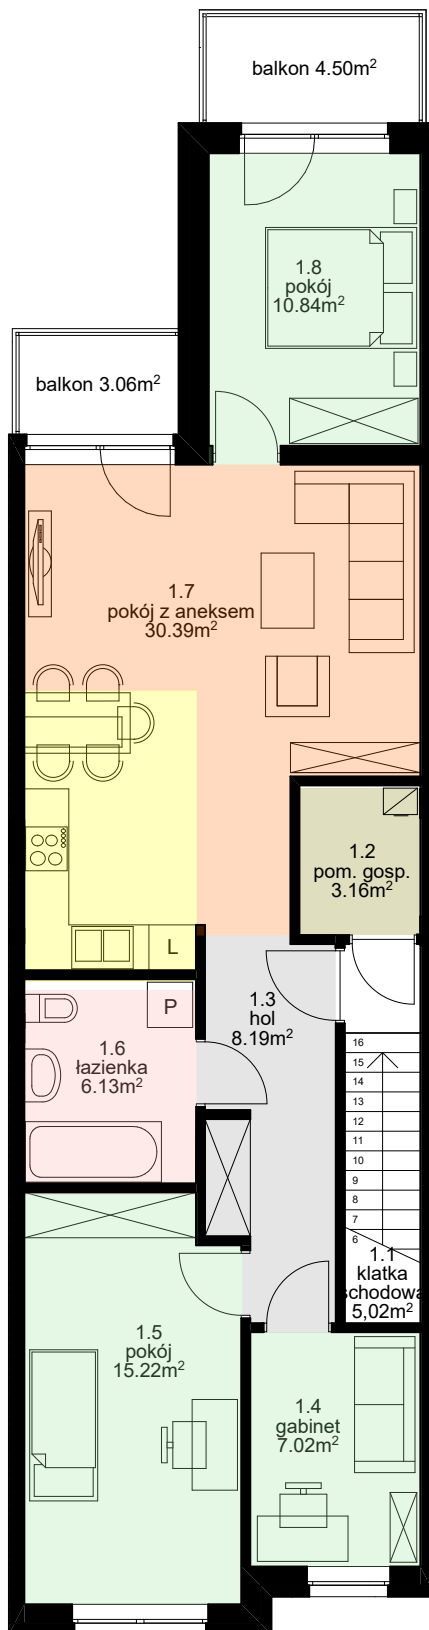 balkon 4.50m²
1.8
pokój
10.84m²
balkon 3.06m²
1.7
pokój z aneksem
30.39m²
1.2
pom. gosp.
3.16m²
L
1.3
hol
8.19m²
P
1.6
łazienka
6.13m²
16
15
14
13
12
11
10
9
8
7
6
1.1
klatka
schodowa
5,02m²
1.5
pokój
15.22m²
1.4
gabinet
7.02m²